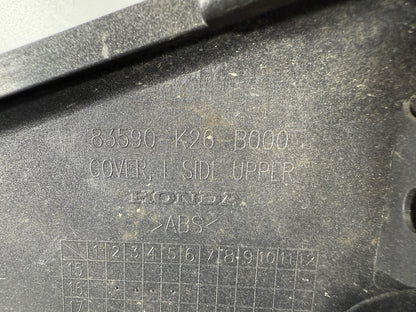 83590-K26-B000
COVER, L SIDE UPPER
HONDA
>ABS<
1 2 3 4 5 6 7 8 9 10 11 12
15
16
17